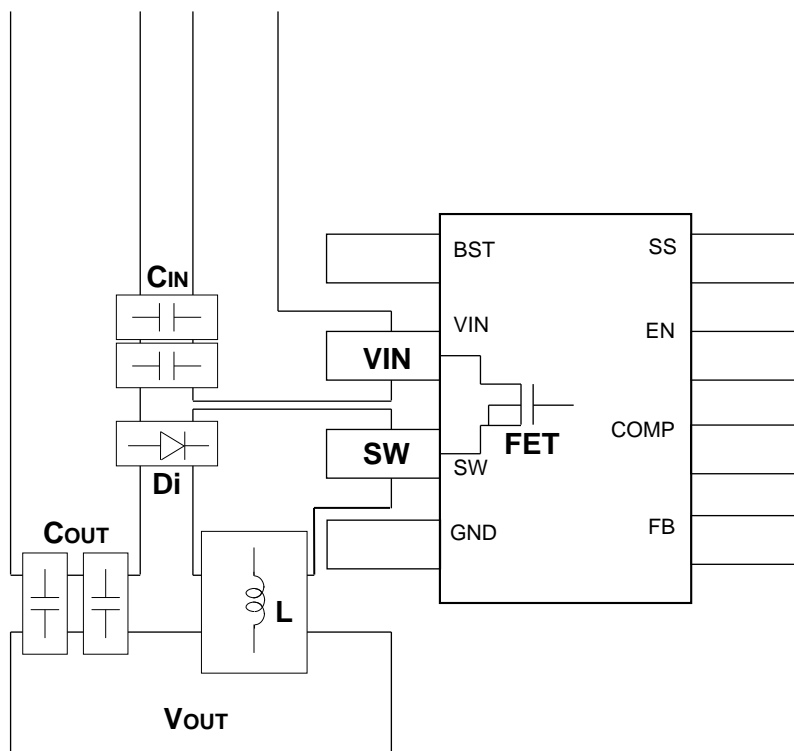 BST
SS
CIN
VIN
EN
VIN
COMP
SW
FET
SW
Di
COUT
GND
FB
L
VOUT